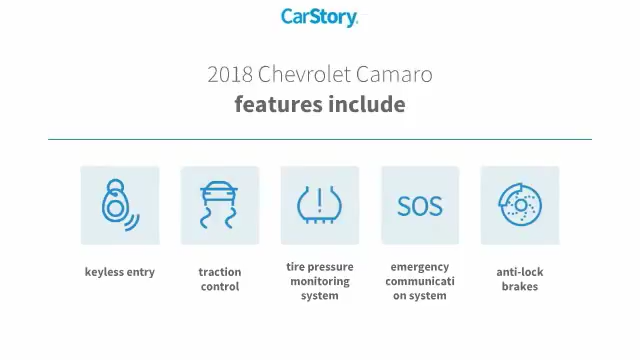 CarStory.
2018 Chevrolet Camaro
features include
SOS
keyless entry
traction
control
tire pressure
monitoring
system
emergency
communicati
on system
anti-lock
brakes